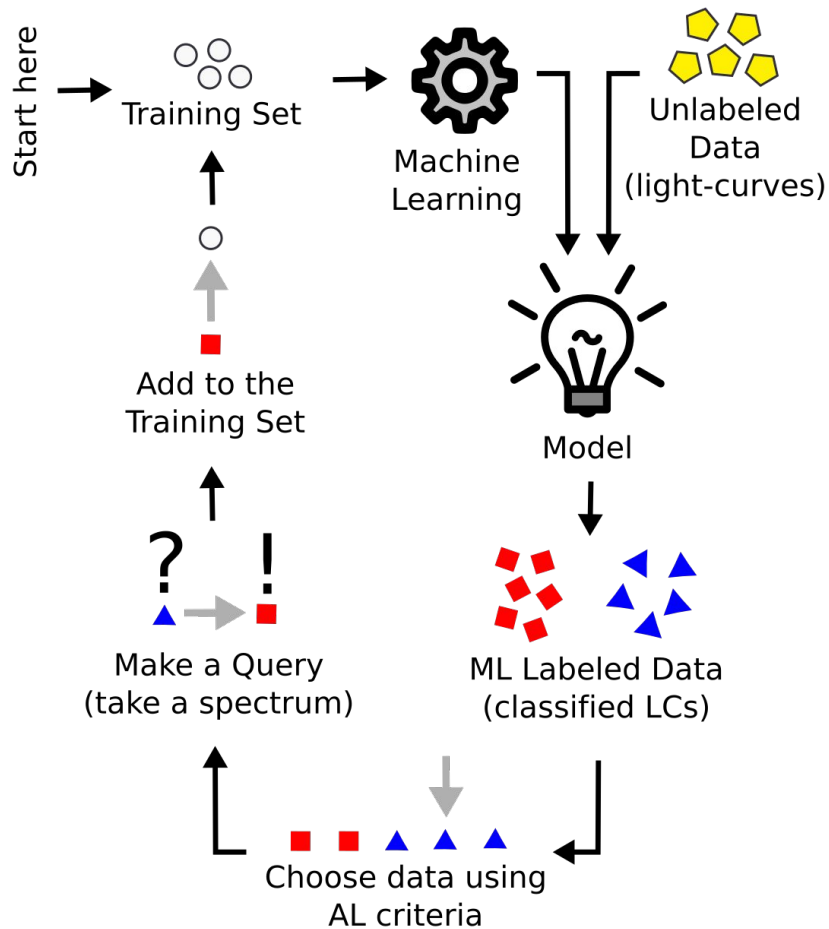 Start here
Training Set
Machine
Learning
Unlabeled
Data
(light-curves)
Model
ML Labeled Data
(classified LCs)
Choose data using
AL criteria
? !
Make a Query
(take a spectrum)
Add to the
Training Set